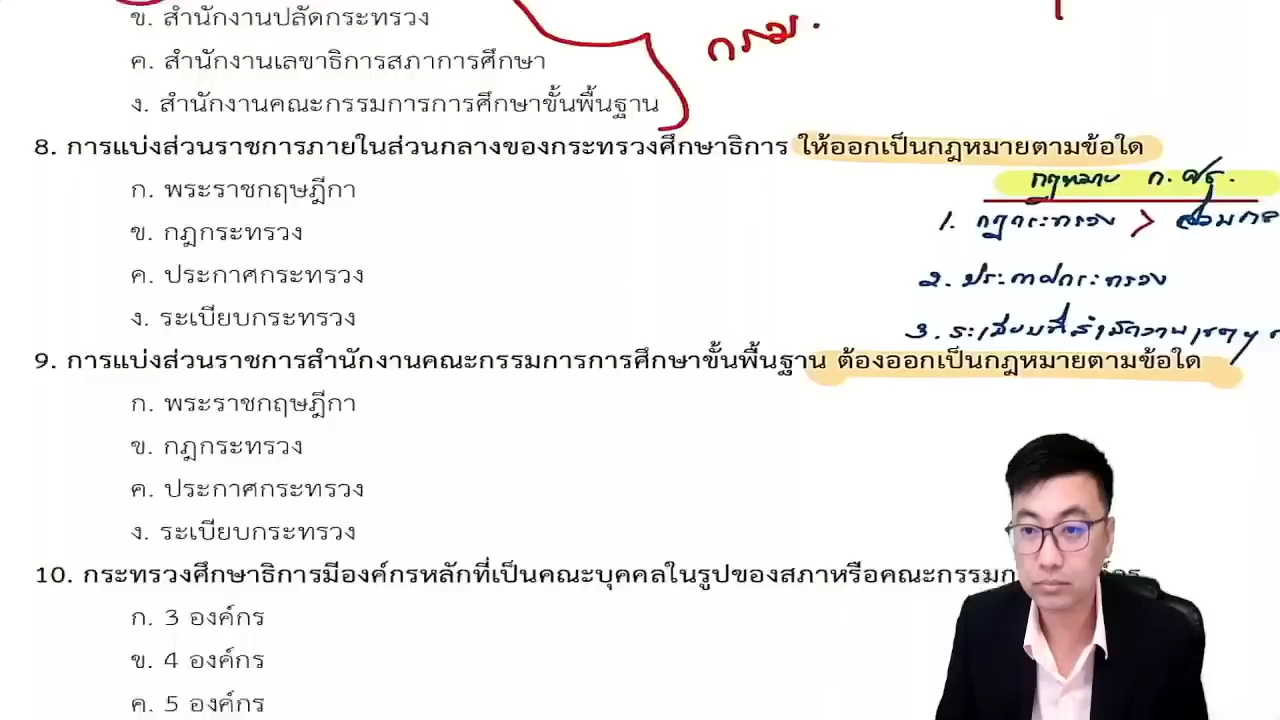 ข. สำนักงานปลัดกระทรวง
กรม.
ค. สำนักงานเลขาธิการสภาการศึกษา
ง. สำนักงานคณะกรรมการการศึกษาขั้นพื้นฐาน
8. การแบ่งส่วนราชการภายในส่วนกลางของกระทรวงศึกษาธิการ ให้ออกเป็นกฎหมายตามข้อใด
กฎหมาย ก. ศธ.
ก. พระราชกฤษฎีกา
1. กฎกระทรวง >
ข. กฎกระทรวง
ค. ประกาศกระทรวง
2. ประกาศกระทรวง
ง. ระเบียบกระทรวง
3. ระเบียบที่
9. การแบ่งส่วนราชการสำนักงานคณะกรรมการการศึกษาขั้นพื้นฐาน ต้องออกเป็นกฎหมายตามข้อใด
ก. พระราชกฤษฎีกา
ข. กฎกระทรวง
ค. ประกาศกระทรวง
ง. ระเบียบกระทรวง
10. กระทรวงศึกษาธิการมีองค์กรหลักที่เป็นคณะบุคคลในรูปของสภาหรือคณะกรรมก
ก. 3 องค์กร
ข. 4 องค์กร
ค. 5 องค์กร